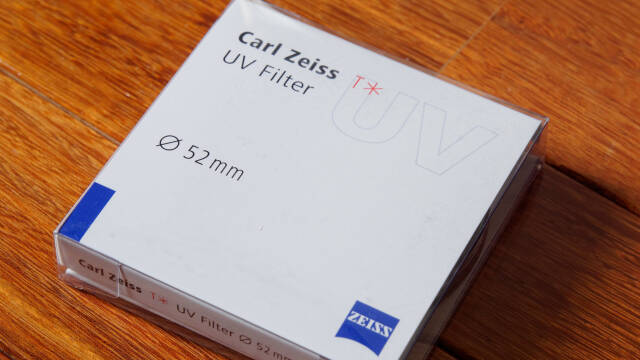 Carl Zeiss T*
UV Filter
UV
Ø 52 mm
ZEISS
Carl Zeiss T* UV Filter Ø 52 mm